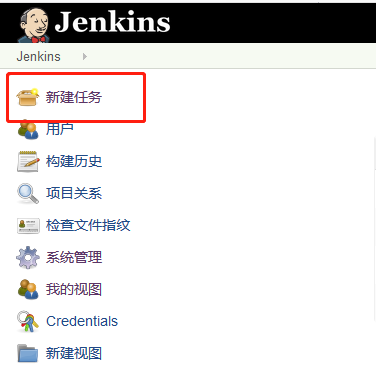 Jenkins
Jenkins
新建任务
用户
构建历史
项目关系
检查文件指纹
系统管理
我的视图
Credentials
新建视图